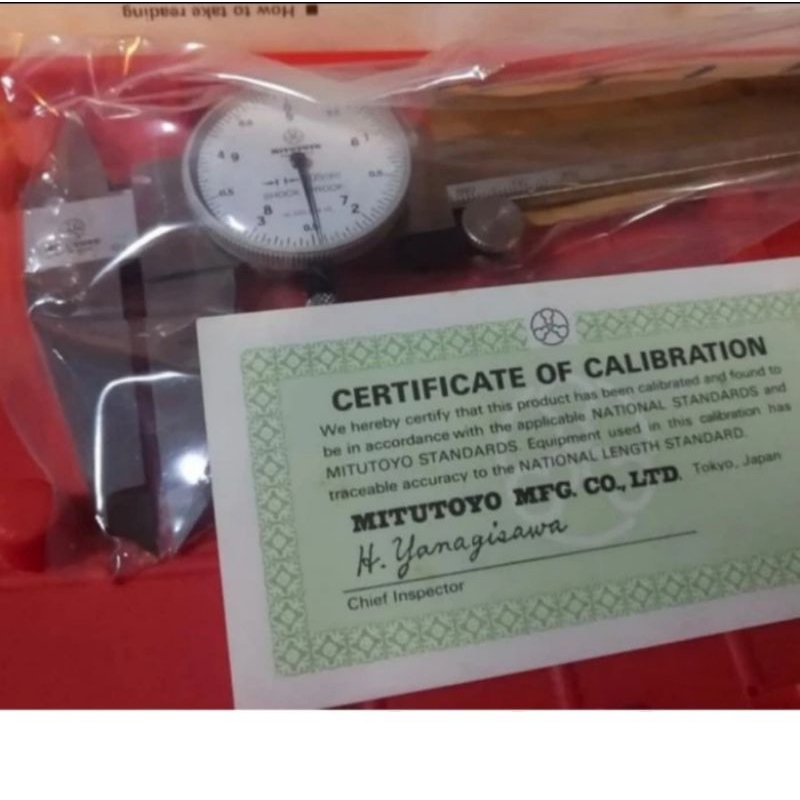 ■ How to take reading
MITUTOYO
SHOCK PROOF
CERTIFICATE OF CALIBRATION
We hereby certify that this product has been calibrated and found to
be in accordance with the applicable NATIONAL STANDARDS and
MITUTOYO STANDARDS. Equipment used in this calibration has
traceable accuracy to the NATIONAL LENGTH STANDARD.
MITUTOYO MFG. CO., LTD. Tokyo, Japan
H. Yanagisawa
Chief Inspector